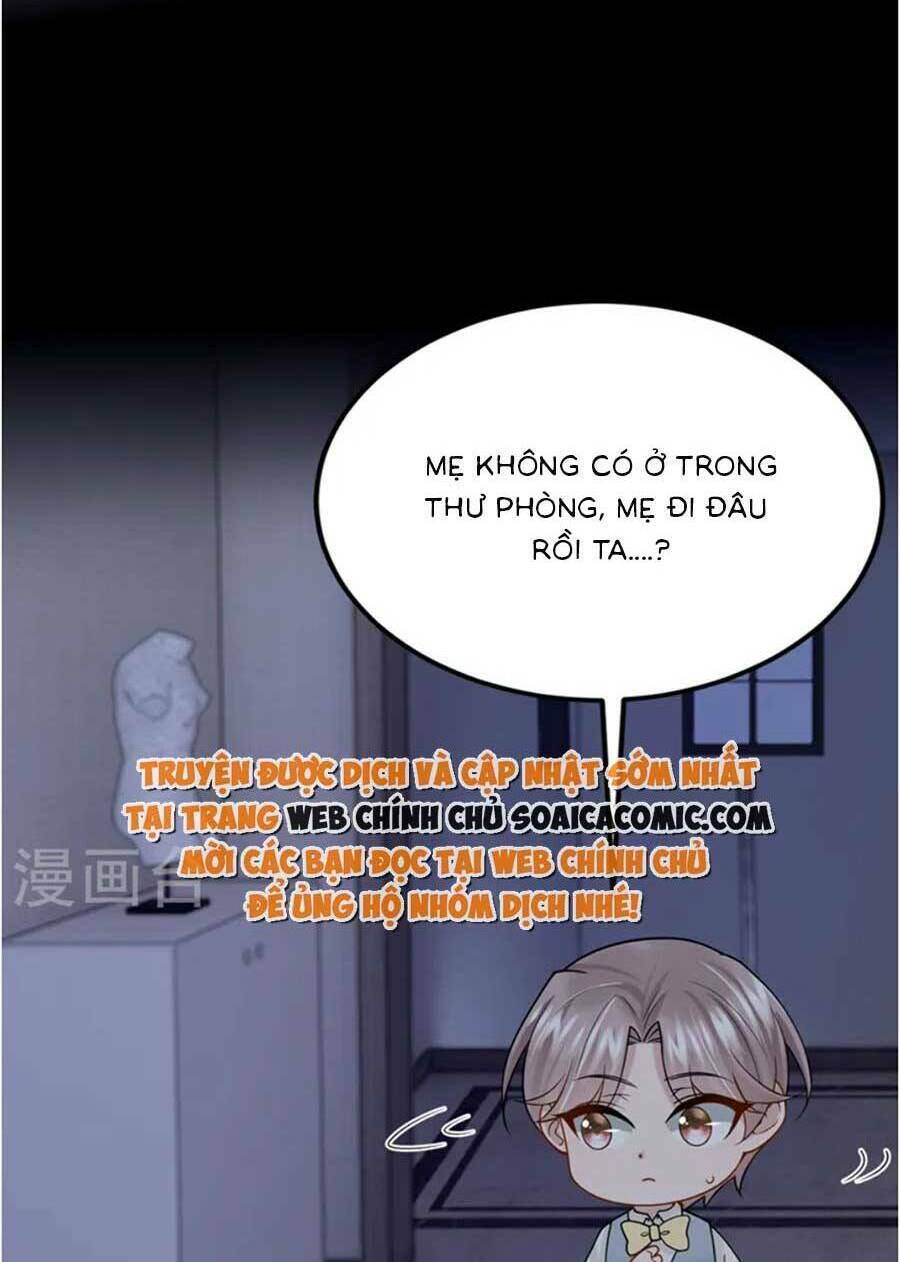 MẸ KHÔNG CÓ Ở TRONG
THƯ PHÒNG, MẸ ĐI ĐÂU
RỒI TA....?
TRUYỆN ĐƯỢC DỊCH VÀ CẬP NHẬT SỚM NHẤT
TẠI TRANG WEB CHÍNH CHỦ SOAICACOMIC.COM
MỜI CÁC BẠN ĐỌC TẠI WEB CHÍNH CHỦ
ĐỂ ỦNG HỘ NHÓM DỊCH NHÉ!
漫画台